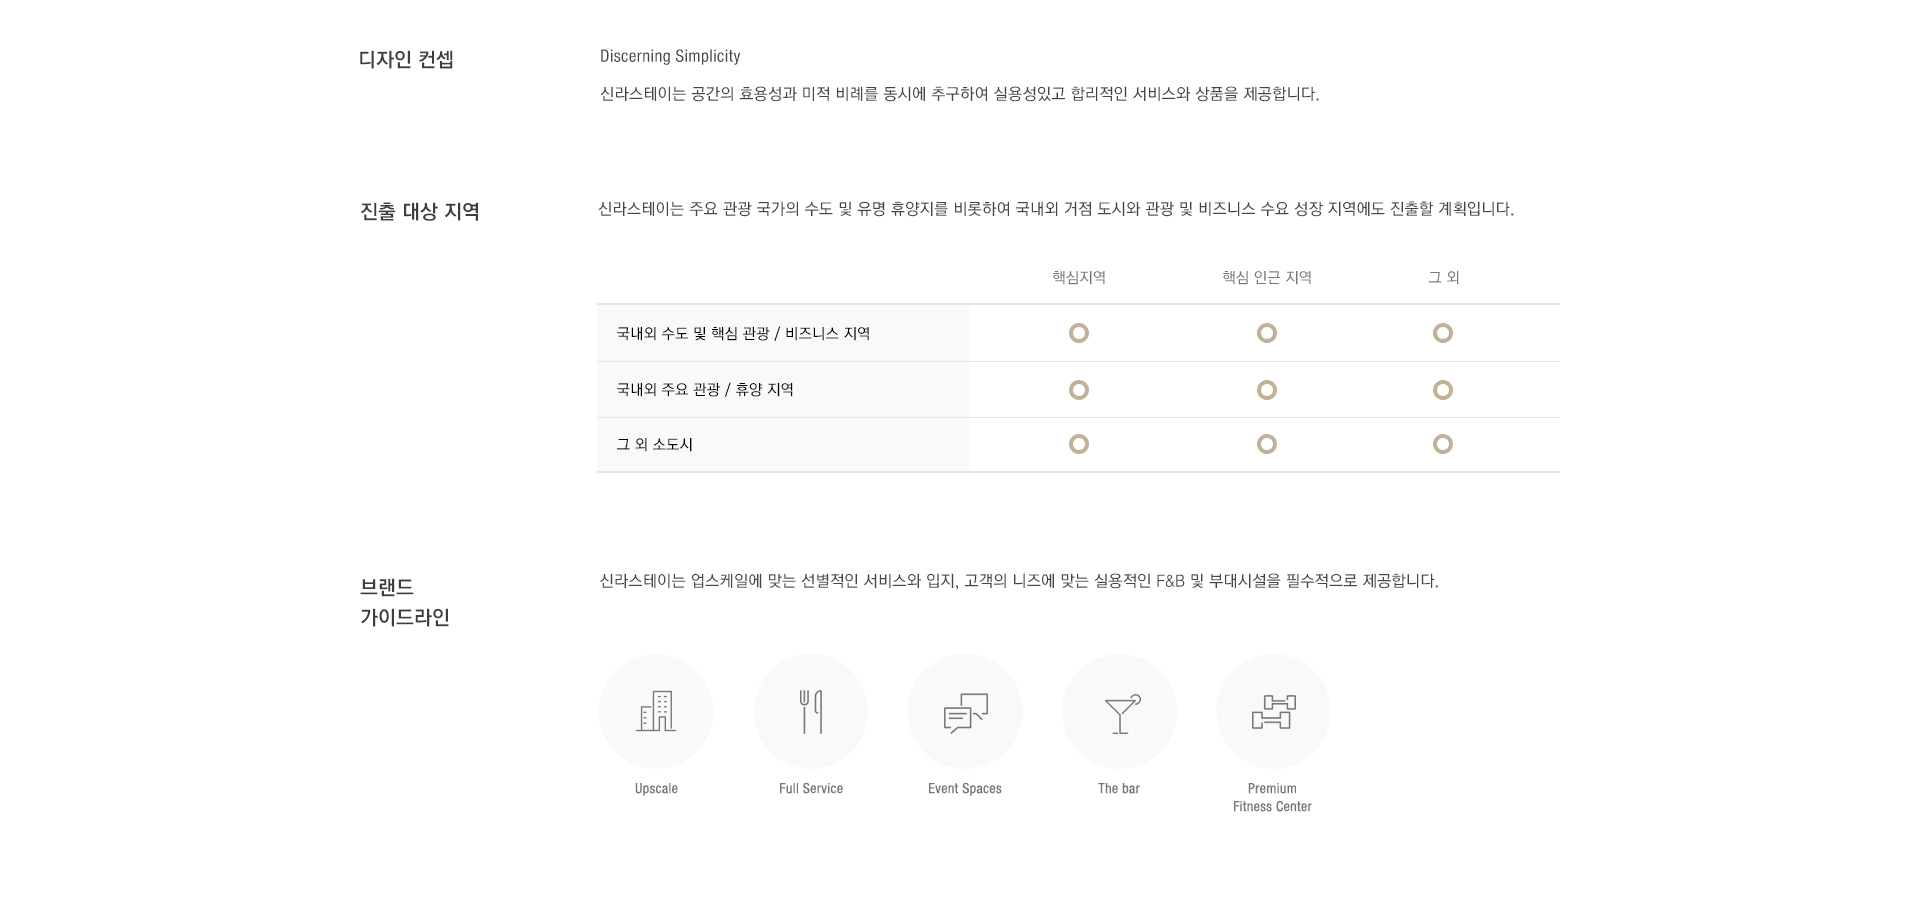 디자인 컨셉
Discerning Simplicity
신라스테이는 공간의 효용성과 미적 비례를 동시에 추구하여 실용성있고 합리적인 서비스와 상품을 제공합니다.
진출 대상 지역
신라스테이는 주요 관광 국가의 수도 및 유명 휴양지를 비롯하여 국내외 거점 도시와 관광 및 비즈니스 수요 성장 지역에도 진출할 계획입니다.
핵심지역 핵심 인근 지역 그 외
국내외 수도 및 핵심 관광 / 비즈니스 지역
국내외 주요 관광 / 휴양 지역
그 외 소도시
브랜드
가이드라인
신라스테이는 업스케일에 맞는 선별적인 서비스와 입지, 고객의 니즈에 맞는 실용적인 F&B 및 부대시설을 필수적으로 제공합니다.
Upscale
Full Service
Event Spaces
The bar
Premium
Fitness Center